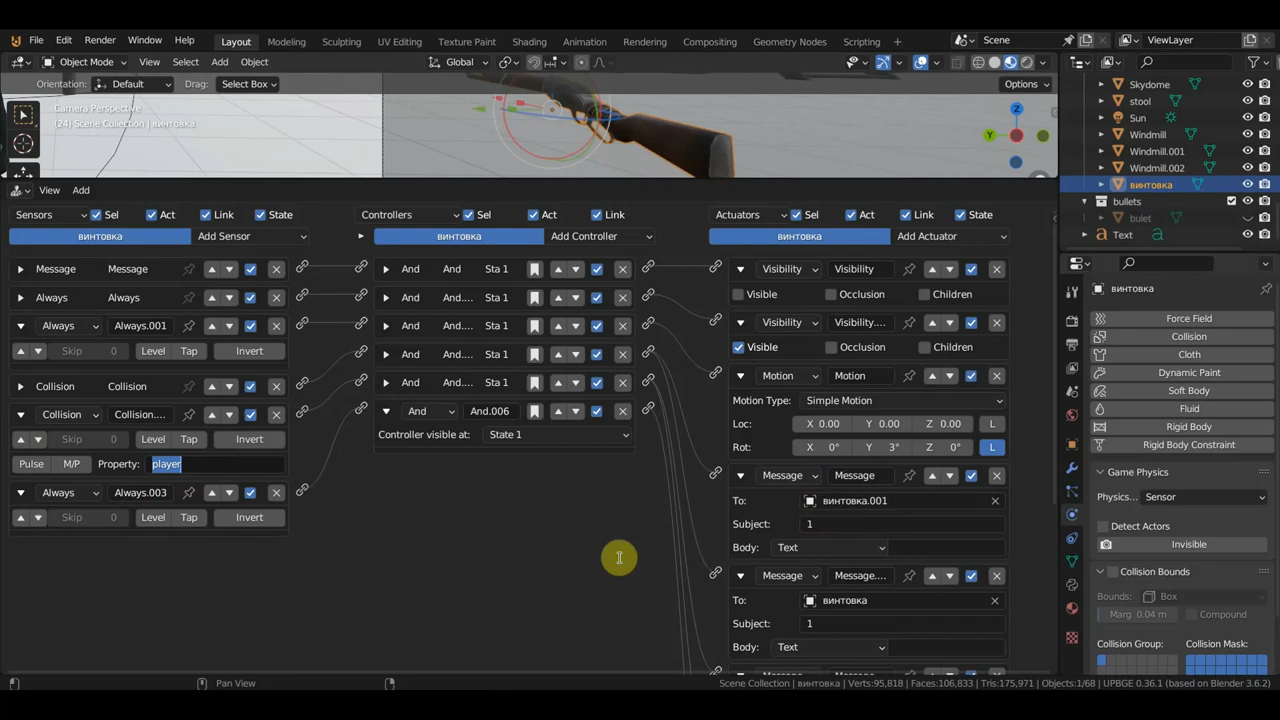 File Edit Render Window Help Layout Modeling Sculpting UV Editing Texture Paint Shading Animation Rendering Compositing Geometry Nodes Scripting + Scene ViewLayer
Object Mode View Select Add Object Global
Orientation: Default Drag: Select Box Options
Camera Perspective
(24) Scene Collection | винтовка
Z
Y
Skydome
stool
Sun
Windmill
Windmill.001
Windmill.002
винтовка
bullets
bulet
Text
View Add
Sensors Sel Act Link State Controllers Sel Act Link Actuators Sel Act Link State
винтовка Add Sensor винтовка Add Controller винтовка Add Actuator
Message Message And And Sta 1 Visibility Visibility
Visible Occlusion Children
Always Always And And.... Sta 1
Always Always.001 And And.... Sta 1 Visibility Visibility....
Skip 0 Level Tap Invert And And.... Sta 1 Visible Occlusion Children
Collision Collision And And.... Sta 1 Motion Motion
Motion Type: Simple Motion
Collision Collision.... And And.006 Loc: X 0.00 Y 0.00 Z 0.00 L
Skip 0 Level Tap Invert Controller visible at: State 1 Rot: X 0° Y 3° Z 0° L
Pulse M/P Property: player
Message Message
Always Always.003 To: винтовка.001
Skip 0 Level Tap Invert Subject: 1
Body: Text
Message Message....
To: винтовка
Subject: 1
Body: Text
винтовка
Force Field
Collision
Cloth
Dynamic Paint
Soft Body
Fluid
Rigid Body
Rigid Body Constraint
Game Physics
Physics... Sensor
Detect Actors
Invisible
Collision Bounds
Bounds: Box
Marg 0.04 m Compound
Collision Group: Collision Mask:
Pan View Scene Collection | винтовка | Verts:95,818 | Faces:106,833 | Tris:175,971 | Objects:1/68 | UPBGE 0.36.1 (based on Blender 3.6.2)